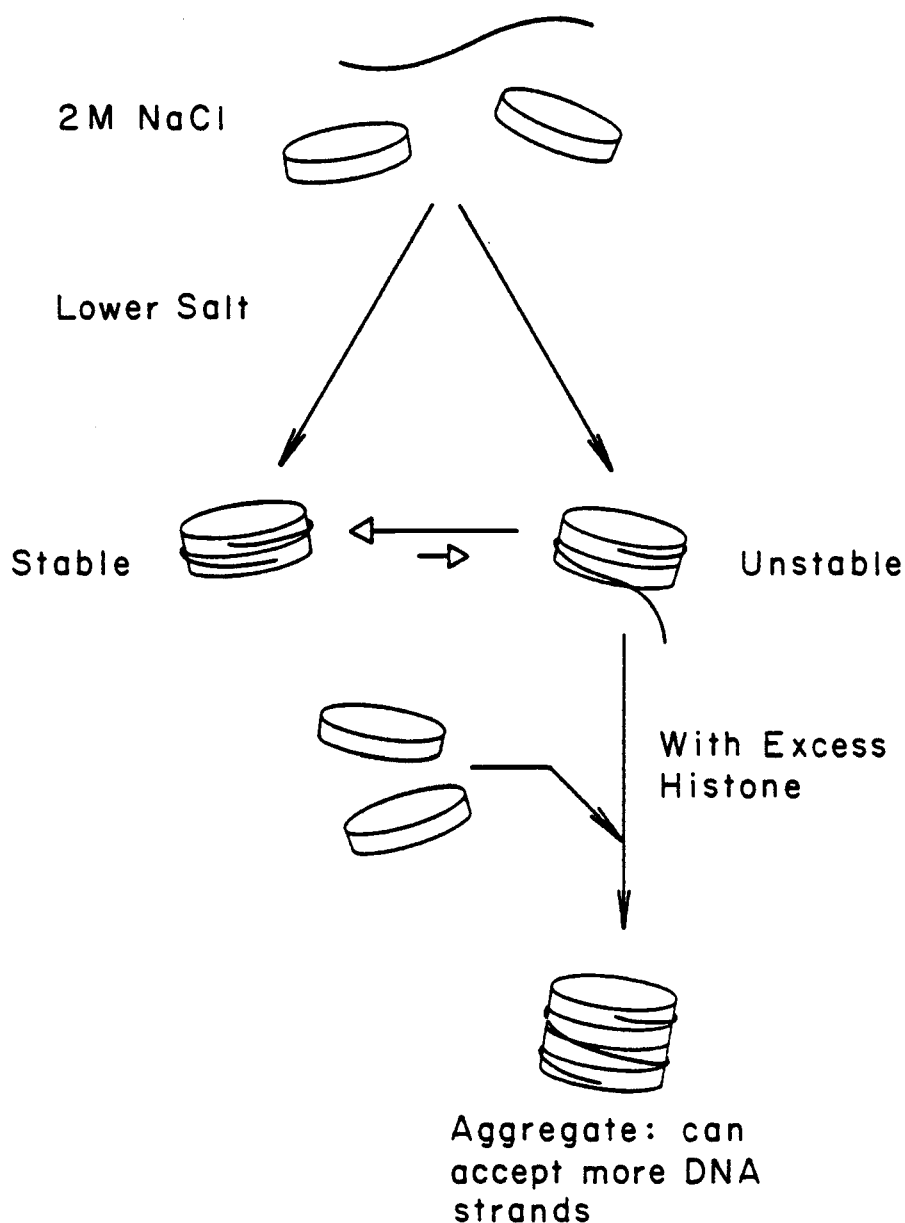 2M NaCl
Lower Salt
Stable
Unstable
With Excess
Histone
Aggregate: can
accept more DNA
strands